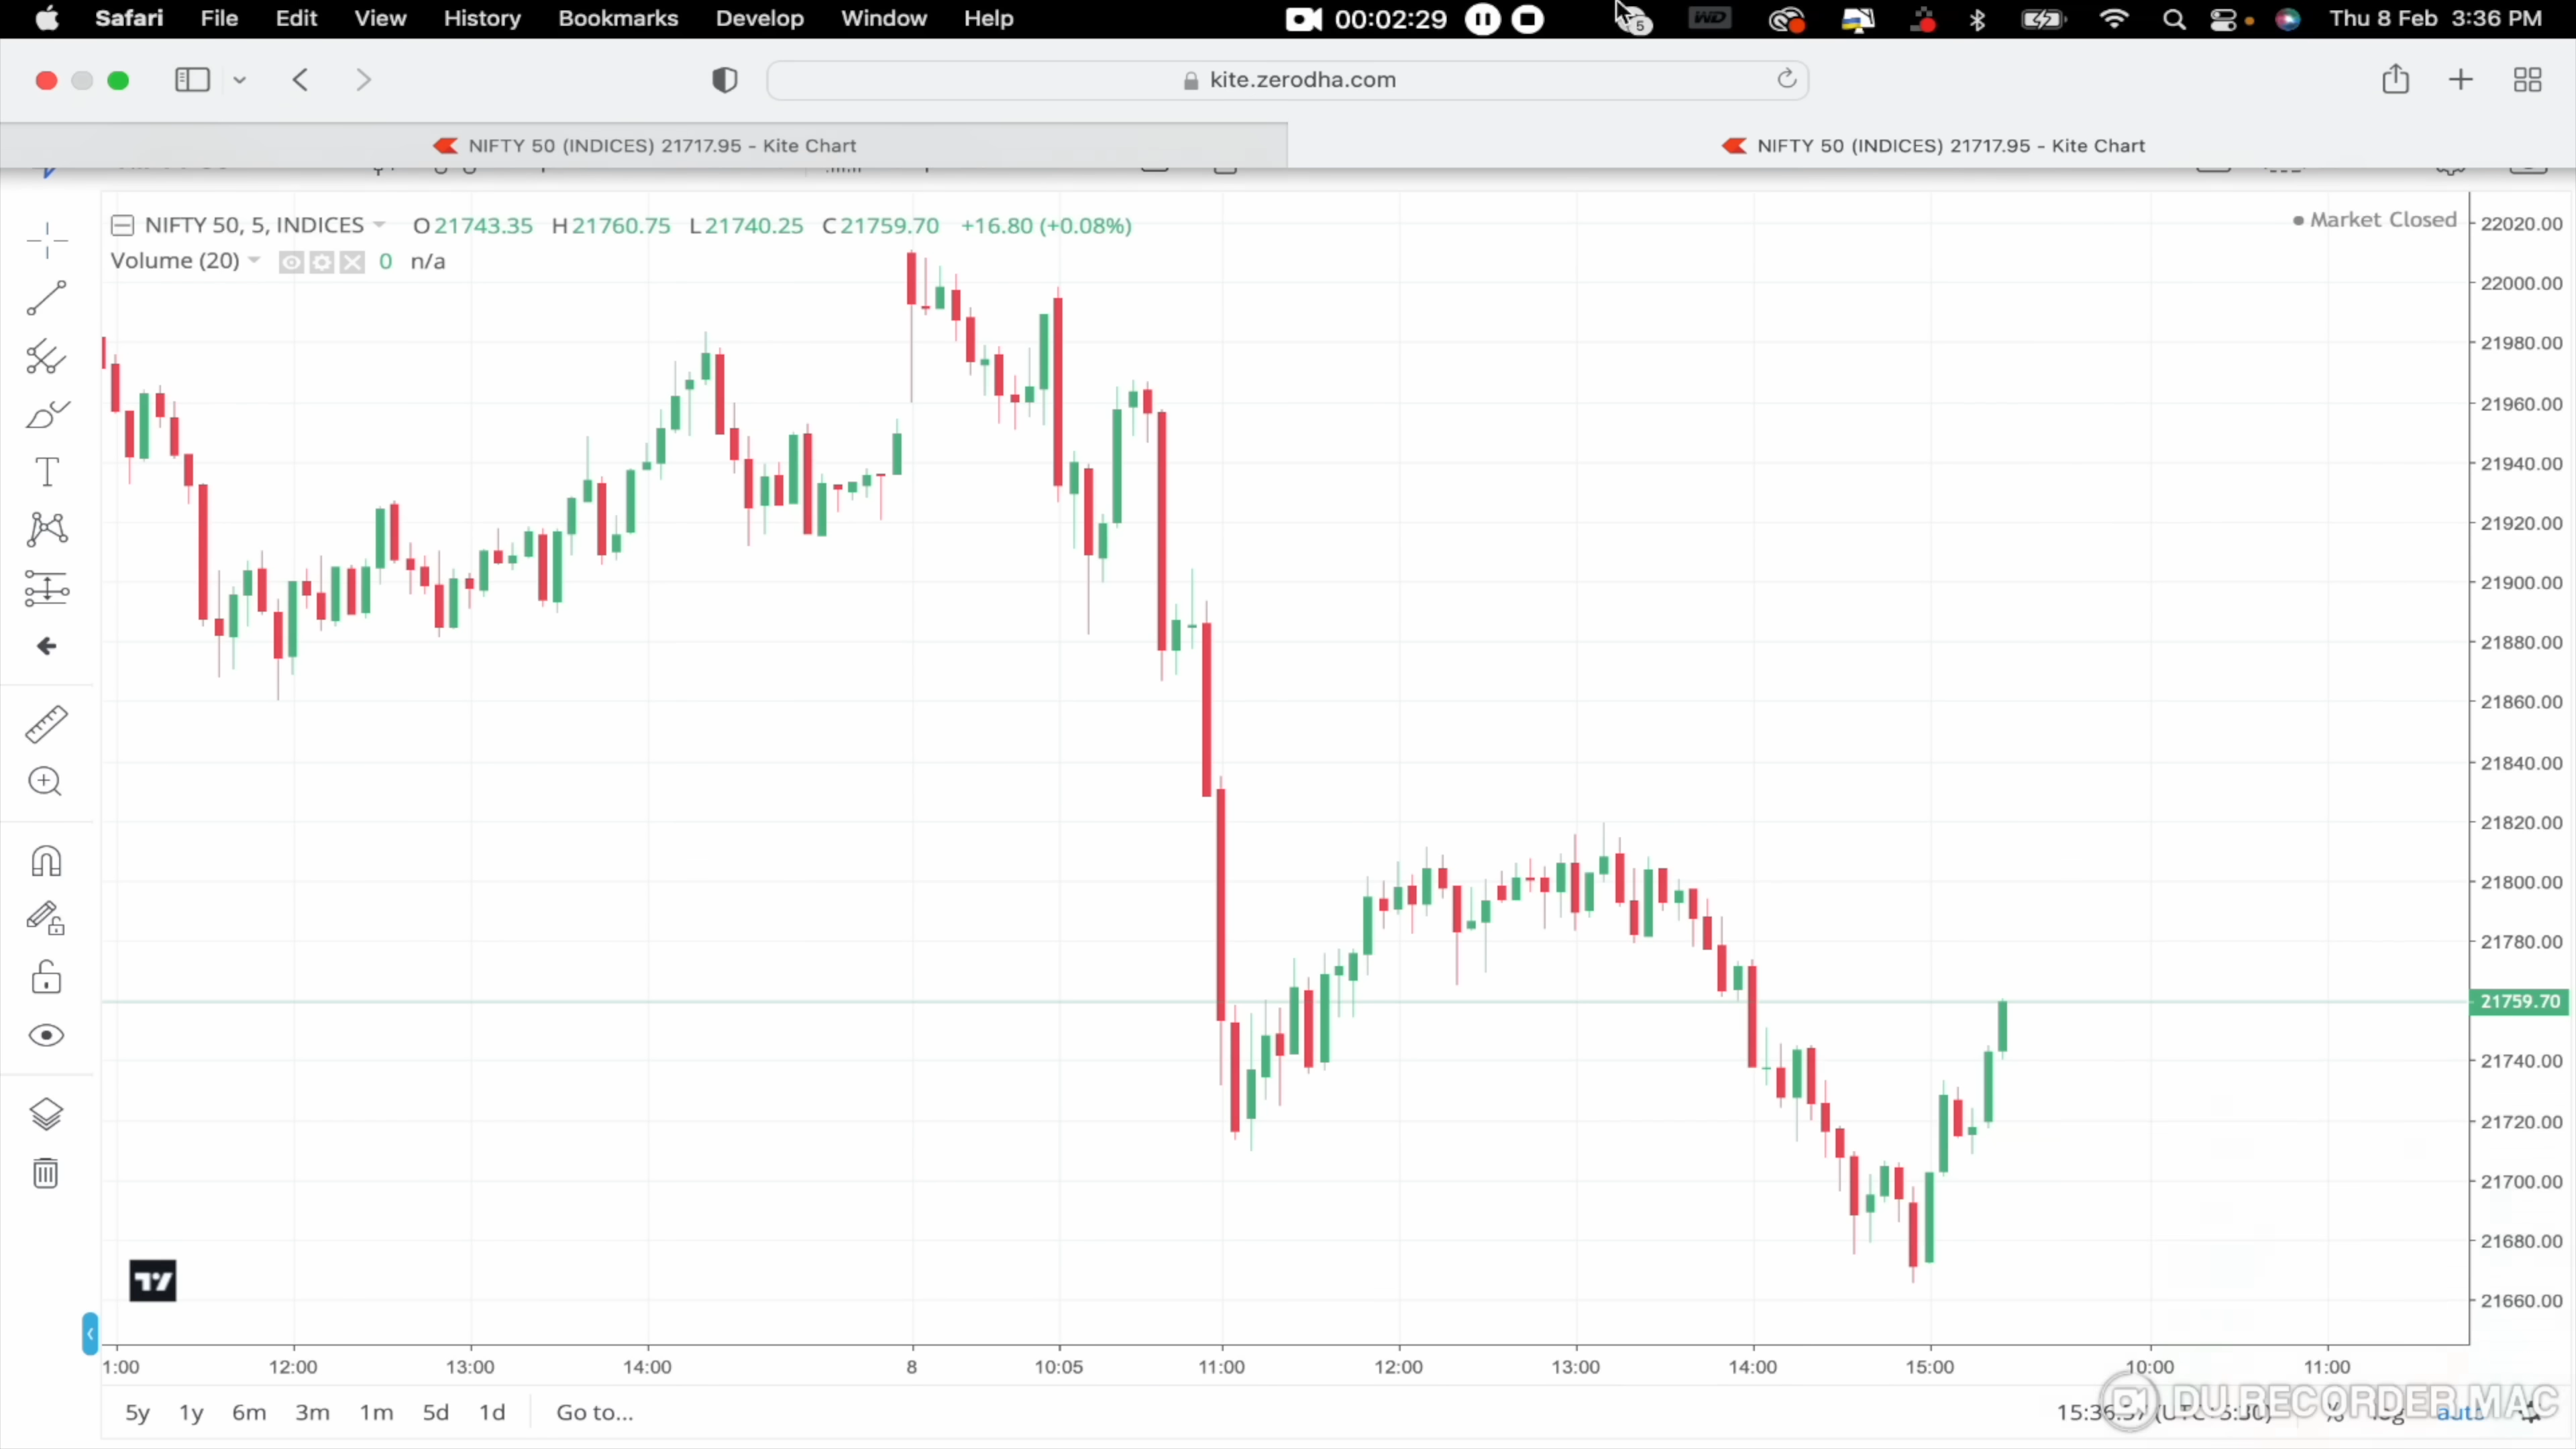 Safari File Edit View History Bookmarks Develop Window Help 00:02:29 5 WD Thu 8 Feb 3:36 PM
kite.zerodha.com
NIFTY 50 (INDICES) 21717.95 - Kite Chart NIFTY 50 (INDICES) 21717.95 - Kite Chart
NIFTY 50, 5, INDICES O 21743.35 H 21760.75 L 21740.25 C 21759.70 +16.80 (+0.08%) Market Closed
Volume (20) 0 n/a
22020.00
22000.00
21980.00
21960.00
21940.00
21920.00
21900.00
21880.00
21860.00
21840.00
21820.00
21800.00
21780.00
21759.70
21740.00
21720.00
21700.00
21680.00
21660.00
1:00 12:00 13:00 14:00 8 10:05 11:00 12:00 13:00 14:00 15:00 10:00 11:00
5y 1y 6m 3m 1m 5d 1d Go to... % log auto
DU RECORDER MAC